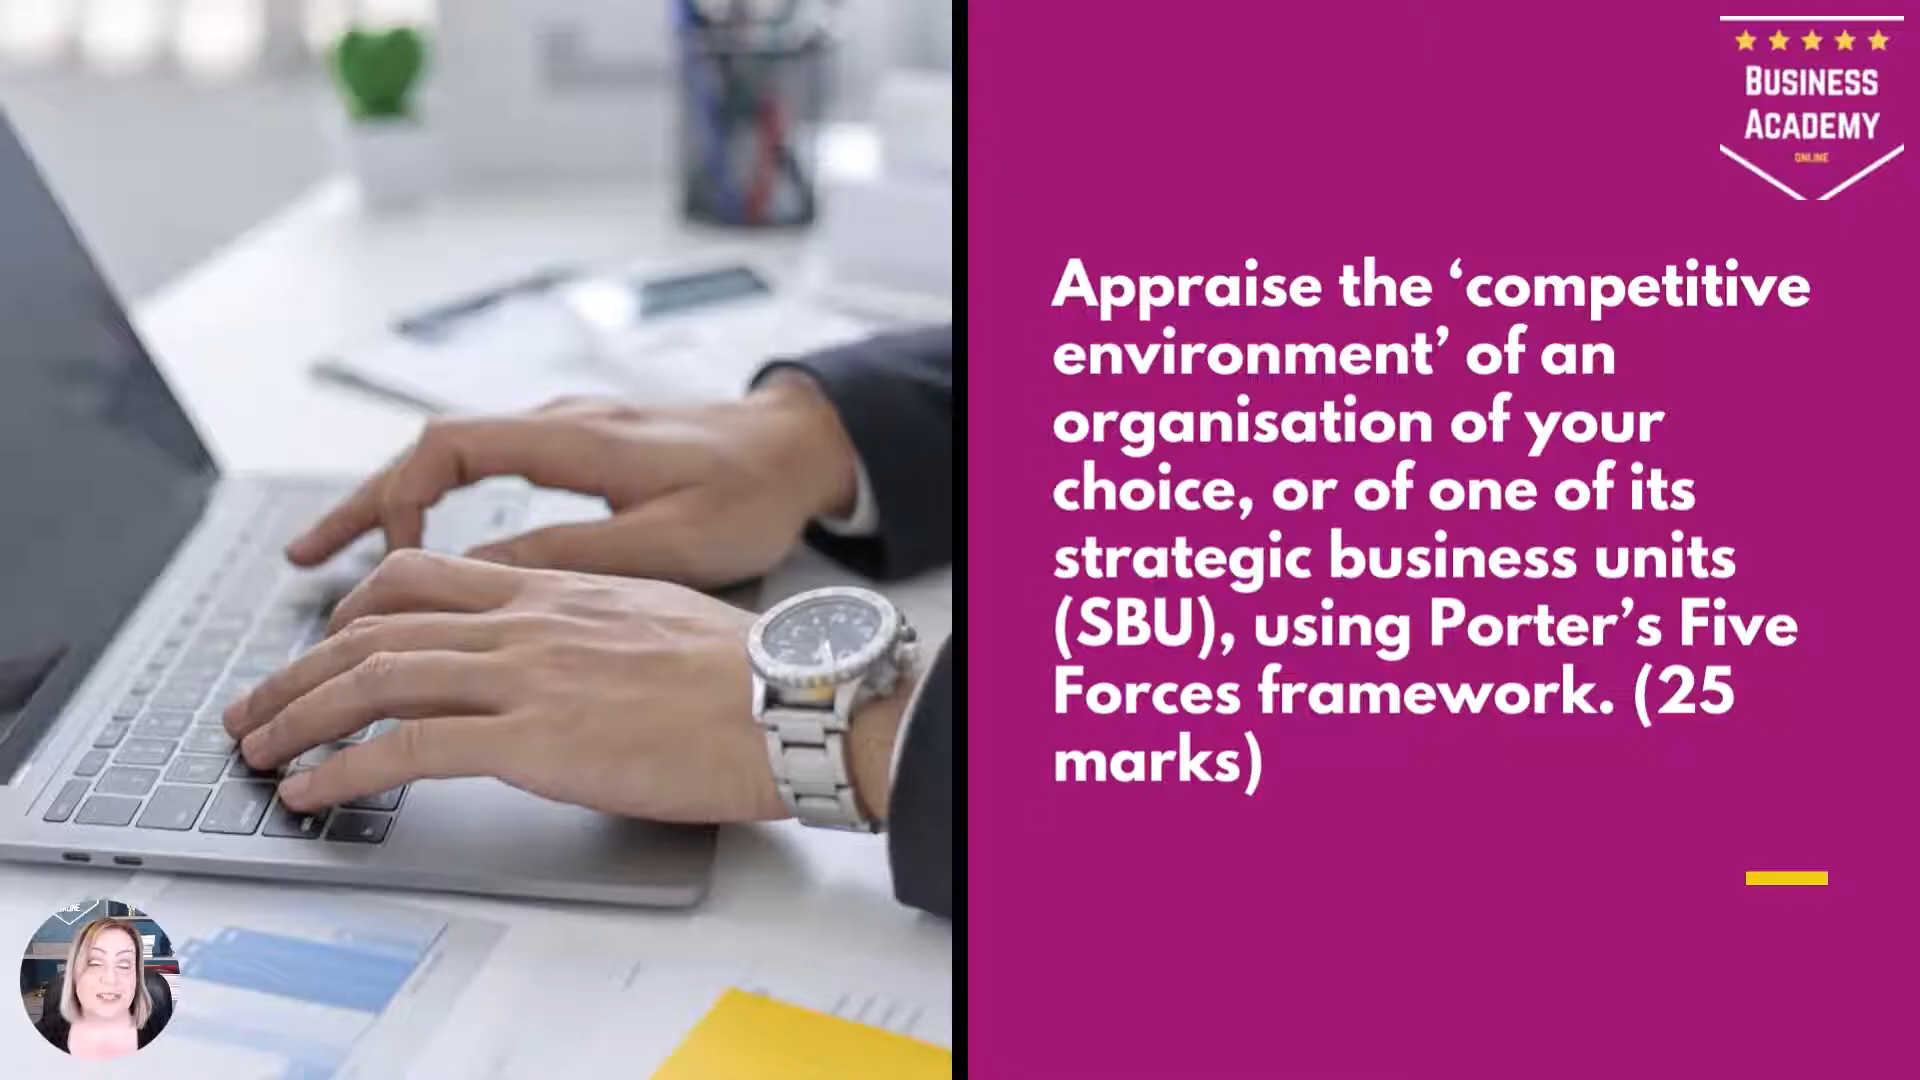 BUSINESS
ACADEMY
ONLINE
Appraise the ‘competitive
environment’ of an
organisation of your
choice, or of one of its
strategic business units
(SBU), using Porter’s Five
Forces framework. (25
marks)